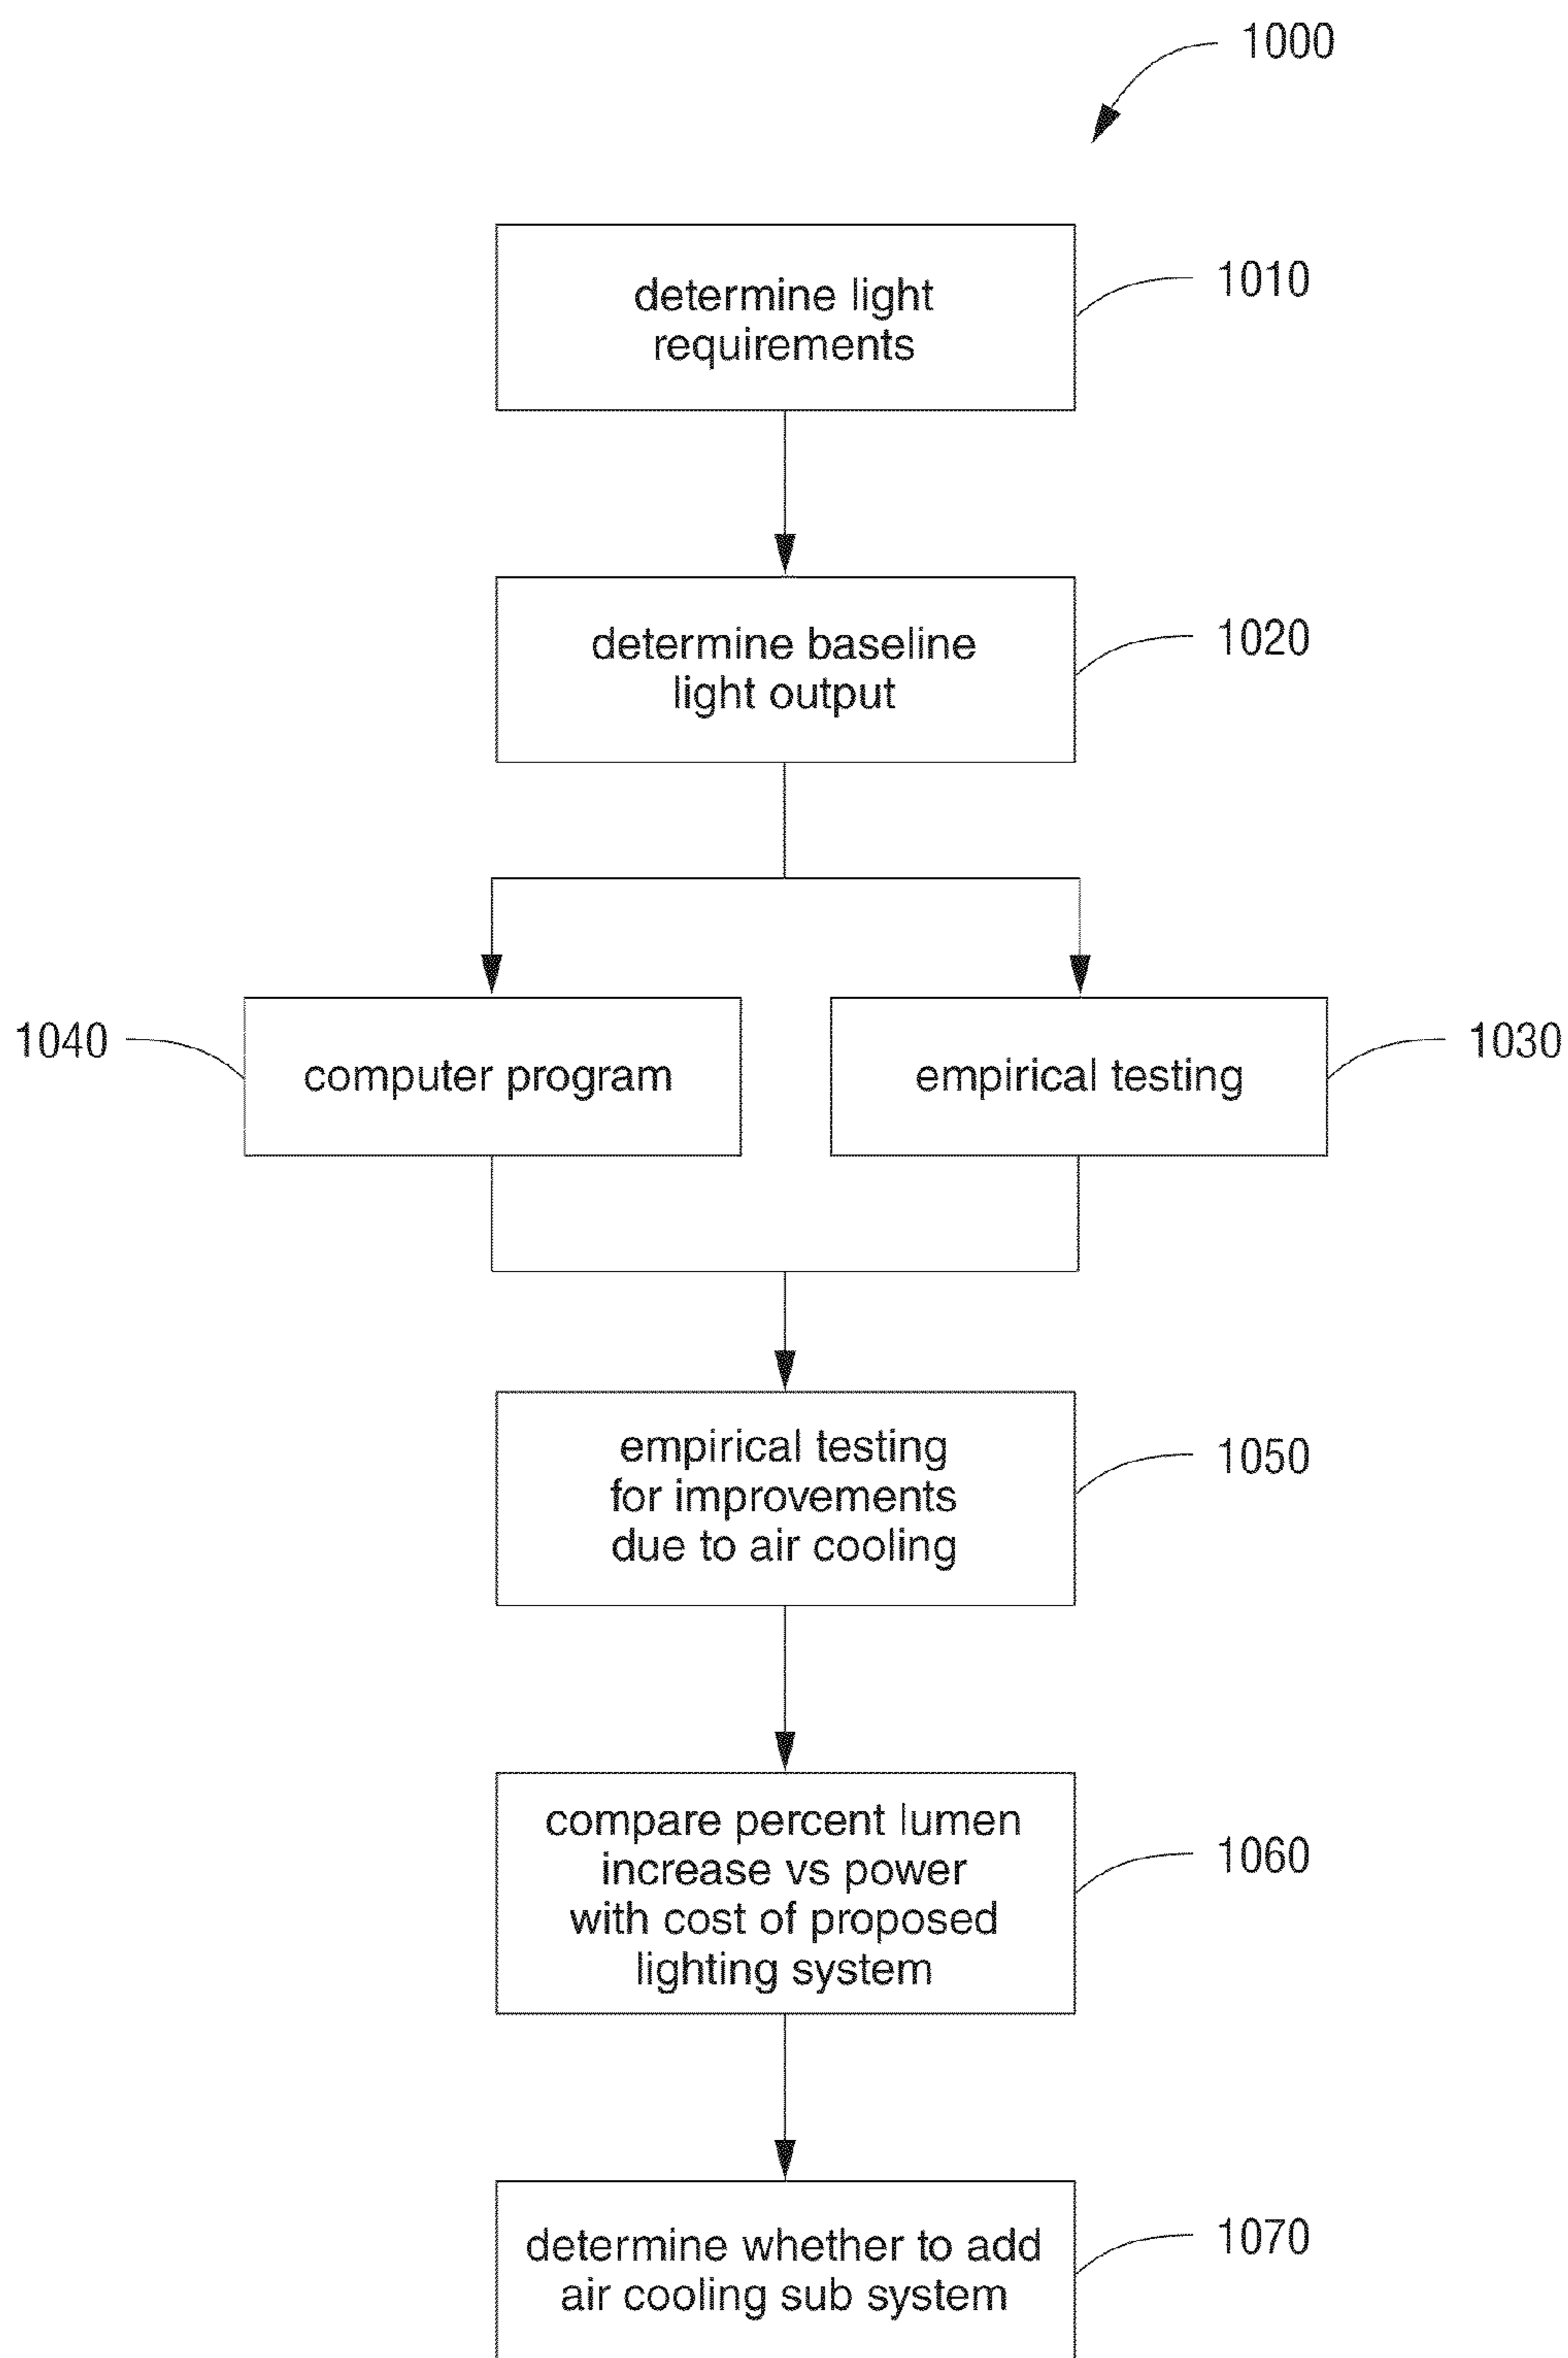 1000
determine light
requirements
1010
determine baseline
light output
1020
1040
computer program
empirical testing
1030
empirical testing
for improvements
due to air cooling
1050
compare percent lumen
increase vs power
with cost of proposed
lighting system
1060
determine whether to add
air cooling sub system
1070